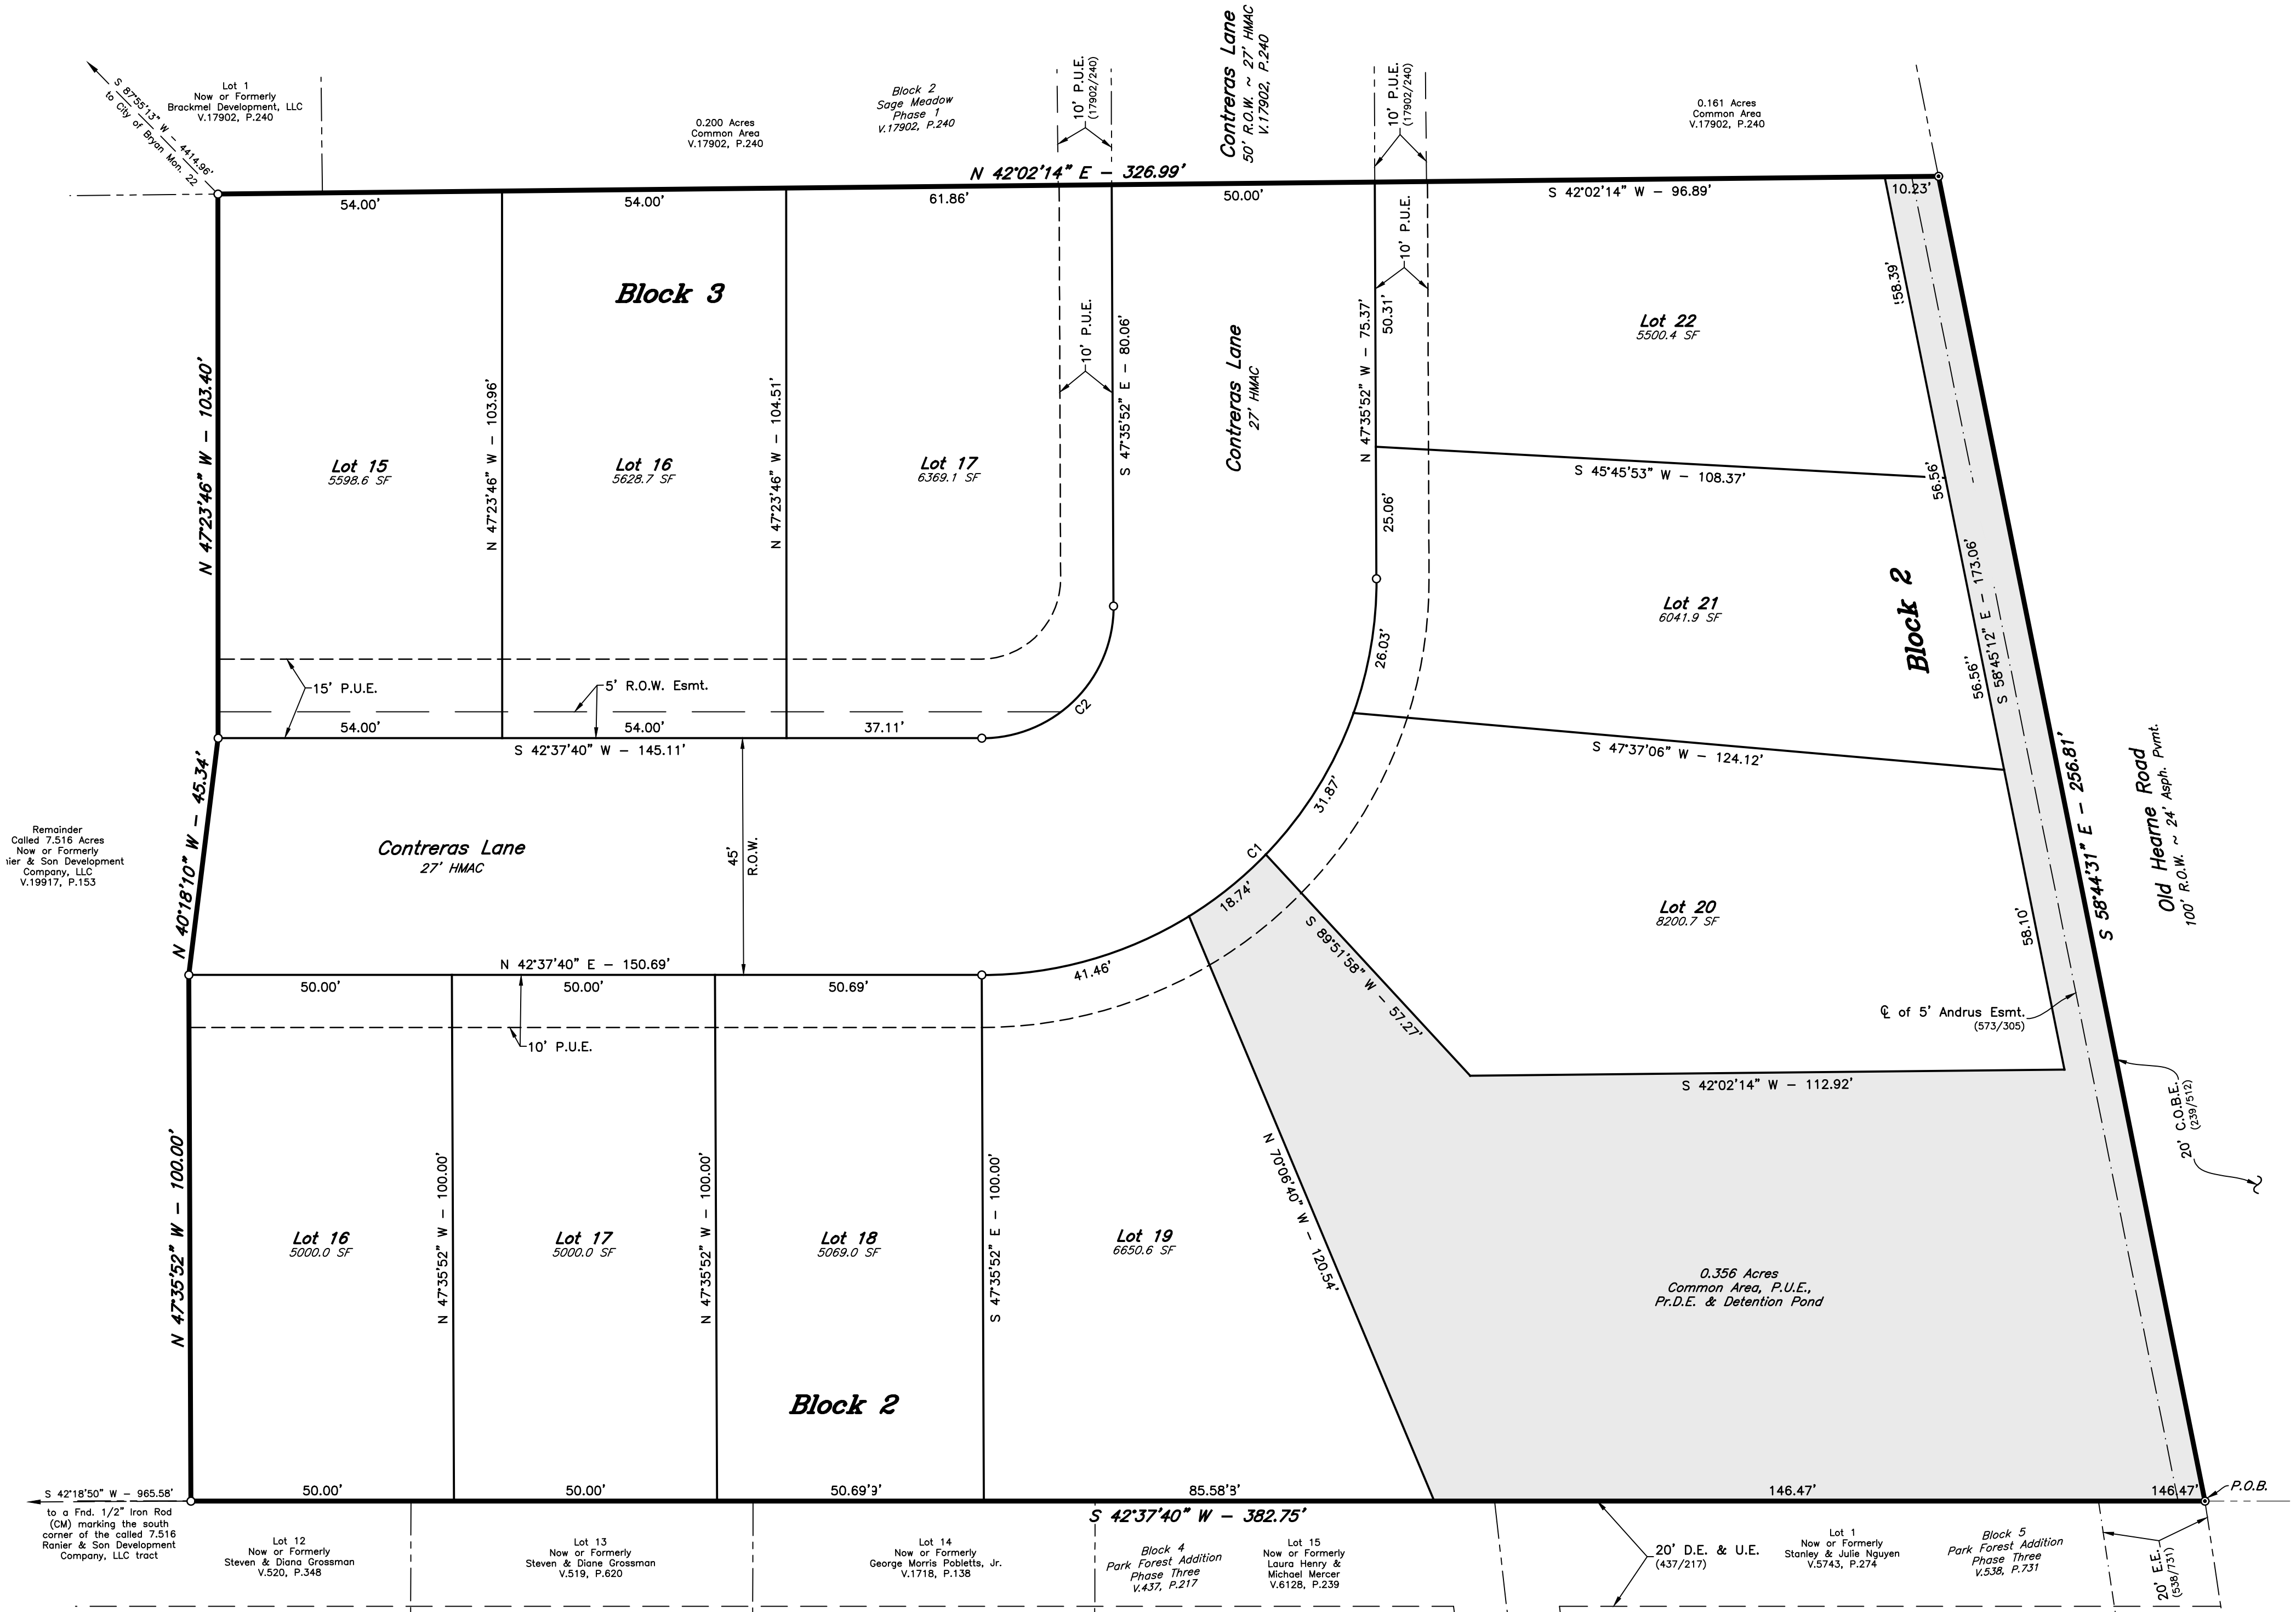 S 87°55'13" W - 4414.96'
to City of Bryan Mon. 22
Lot 1
Now or Formerly
Brackmel Development, LLC
V.17902, P.240
0.200 Acres
Common Area
V.17902, P.240
Block 2
Sage Meadow
Phase 1
V.17902, P.240
10' P.U.E.
(17902/240)
Contreras Lane
50' R.O.W. ~ 27' HMAC
V.17902, P.240
10' P.U.E.
(17902/240)
0.161 Acres
Common Area
V.17902, P.240
N 42°02'14" E - 326.99'
54.00'
54.00'
61.86'
50.00'
S 42°02'14" W - 96.89'
10.23'
Block 3
N 47°23'46" W - 103.40'
Lot 15
5598.6 SF
N 47°23'46" W - 103.96'
Lot 16
5628.7 SF
N 47°23'46" W - 104.51'
Lot 17
6369.1 SF
10' P.U.E.
S 47°35'52" E - 80.06'
Contreras Lane
27' HMAC
N 47°35'52" W - 75.37'
50.31'
25.06'
10' P.U.E.
Lot 22
5500.4 SF
58.39'
S 45°45'53" W - 108.37'
56.56'
Lot 21
6041.9 SF
Block 2
56.56''
S 58°45'12" E - 173.06'
26.03'
S 47°37'06" W - 124.12'
15' P.U.E.
5' R.O.W. Esmt.
C2
54.00'
54.00'
37.11'
S 42°37'40" W - 145.11'
N 40°18'10" W - 45.34'
Remainder
Called 7.516 Acres
Now or Formerly
nier & Son Development
Company, LLC
V.19917, P.153
Contreras Lane
27' HMAC
45'
R.O.W.
31.87'
C1
18.74'
41.46'
S 89°51'58" W - 57.27'
Lot 20
8200.7 SF
58.10'
S 58°44'31" E - 256.81'
Old Hearne Road
100' R.O.W. ~ 24' Asph. Pvmt.
℄ of 5' Andrus Esmt.
(573/305)
20' C.O.B.E.
(239/512)
S 42°02'14" W - 112.92'
N 42°37'40" E - 150.69'
50.00'
50.00'
50.69'
10' P.U.E.
N 47°35'52" W - 100.00'
Lot 16
5000.0 SF
N 47°35'52" W - 100.00'
Lot 17
5000.0 SF
N 47°35'52" W - 100.00'
Lot 18
5069.0 SF
S 47°35'52" E - 100.00'
Lot 19
6650.6 SF
N 70°06'40" W - 120.54'
0.356 Acres
Common Area, P.U.E.,
Pr.D.E. & Detention Pond
Block 2
50.00'
50.00'
50.69'
85.58'
146.47'
146.47'
P.O.B.
S 42°37'40" W - 382.75'
S 42°18'50" W - 965.58'
to a Fnd. 1/2" Iron Rod
(CM) marking the south
corner of the called 7.516
Ranier & Son Development
Company, LLC tract
Lot 12
Now or Formerly
Steven & Diana Grossman
V.520, P.348
Lot 13
Now or Formerly
Steven & Diane Grossman
V.519, P.620
Lot 14
Now or Formerly
George Morris Pobletts, Jr.
V.1718, P.138
Block 4
Park Forest Addition
Phase Three
V.437, P.217
Lot 15
Now or Formerly
Laura Henry &
Michael Mercer
V.6128, P.239
20' D.E. & U.E.
(437/217)
Lot 1
Now or Formerly
Stanley & Julie Nguyen
V.5743, P.274
Block 5
Park Forest Addition
Phase Three
V.538, P.731
20' E.E.
(538/731)